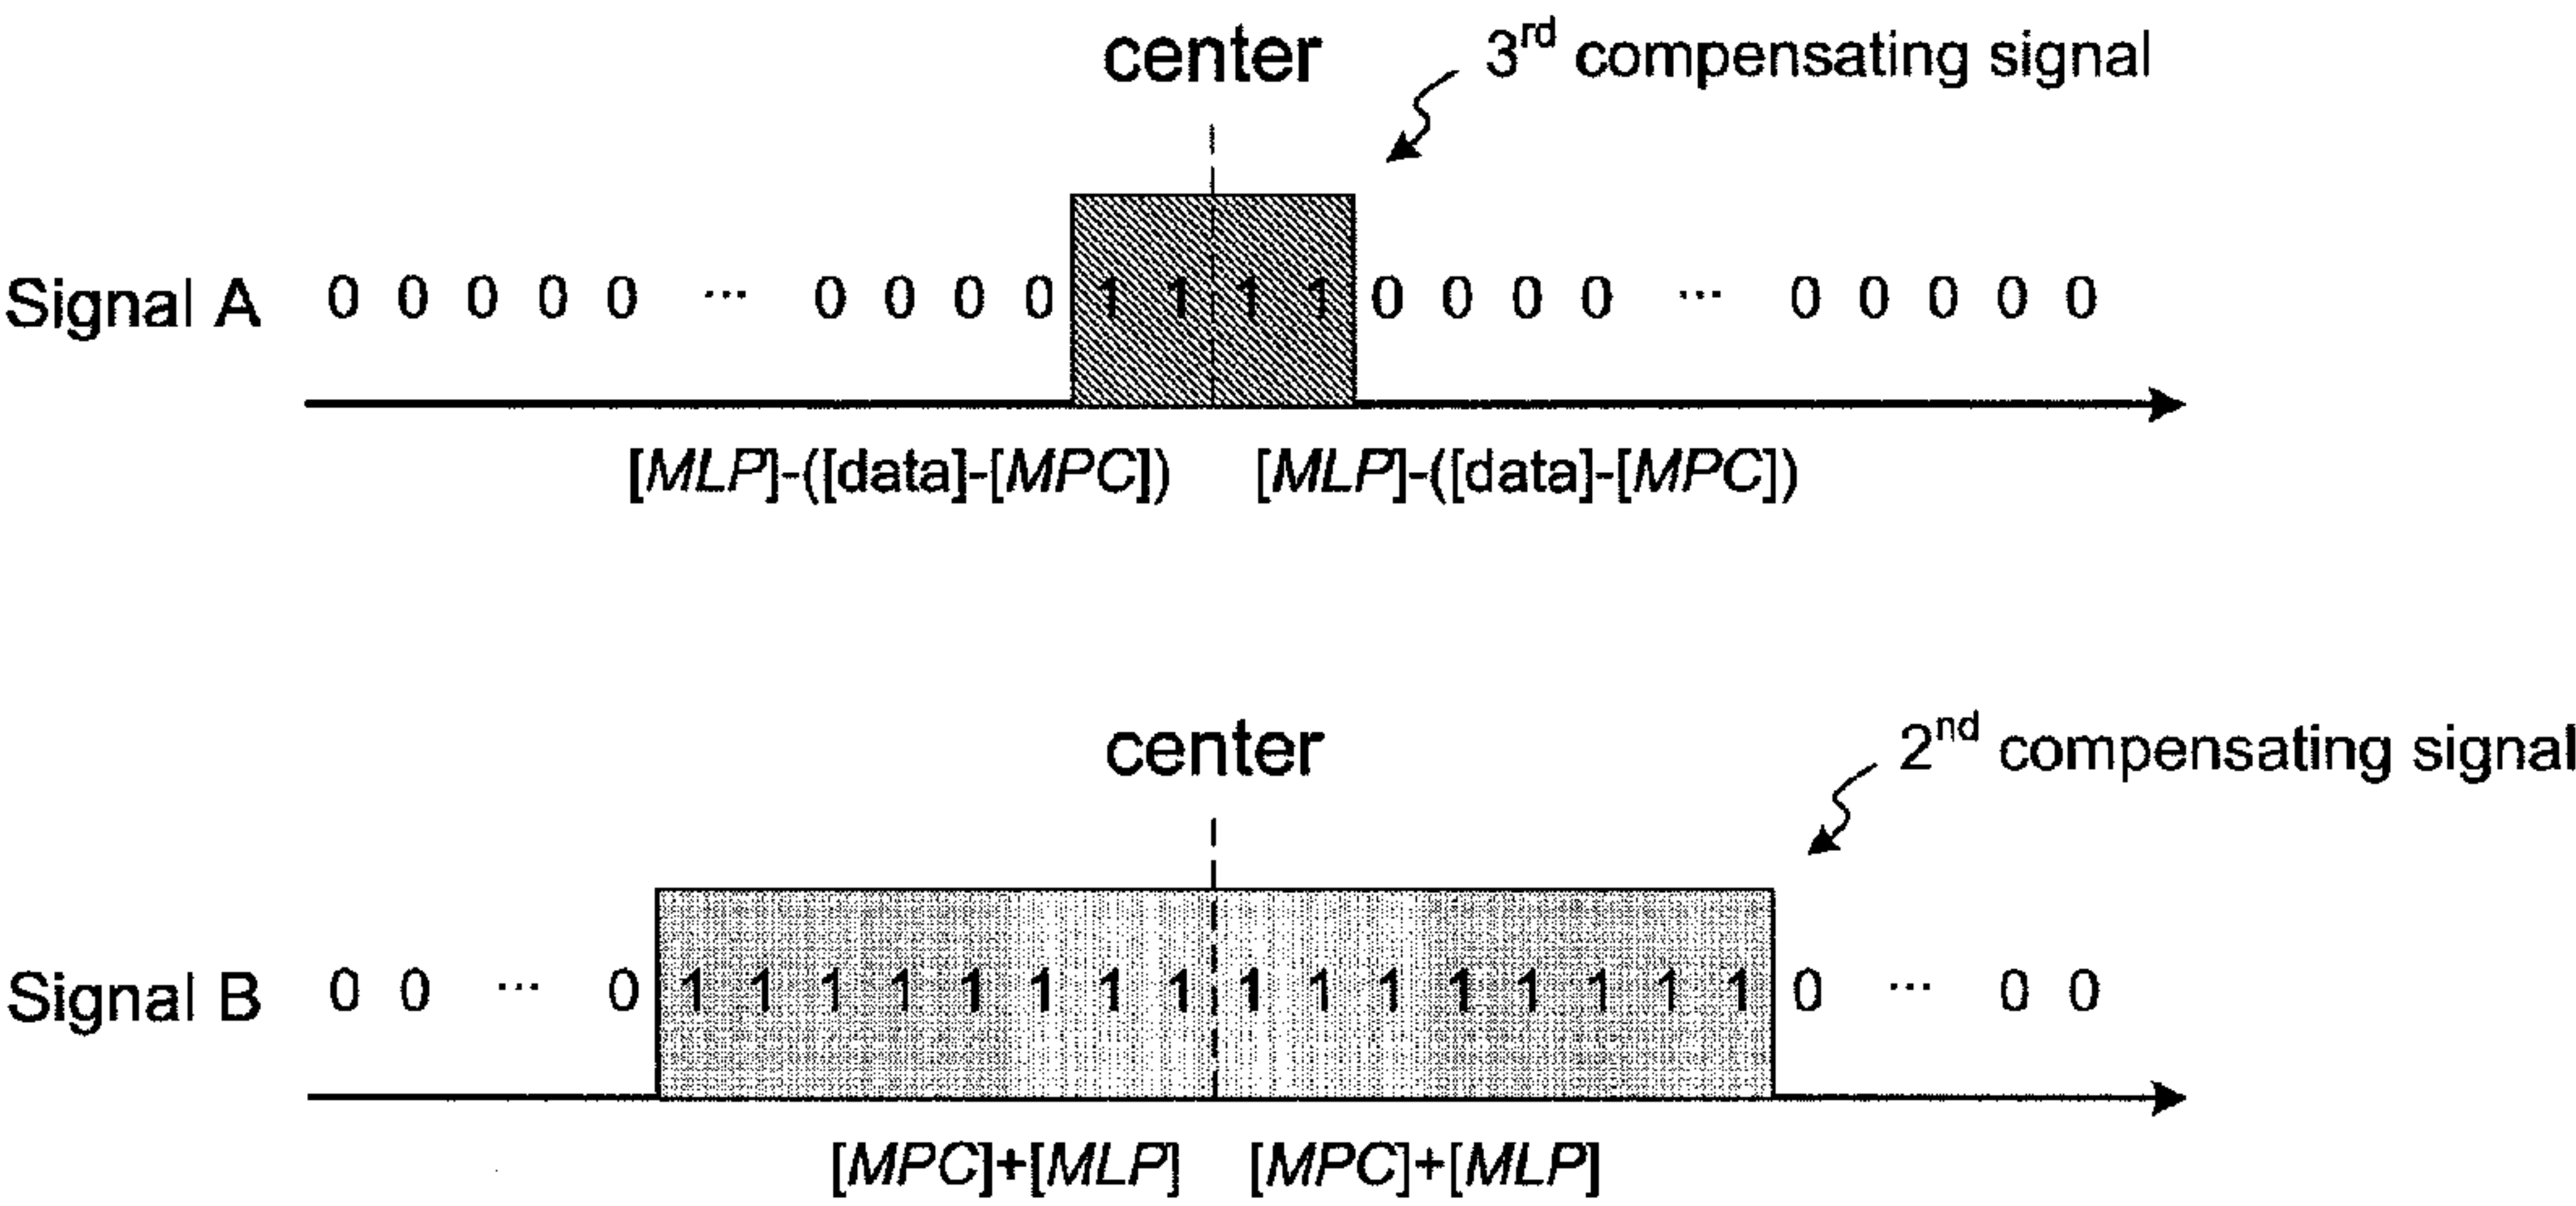 center
3rd compensating signal
Signal A 0 0 0 0 0 ... 0 0 0 0 1 1 1 1 0 0 0 0 ... 0 0 0 0 0
[MLP]-([data]-[MPC]) [MLP]-([data]-[MPC])
center
2nd compensating signal
Signal B 0 0 ... 0 1 1 1 1 1 1 1 1 1 1 1 1 1 1 1 1 0 ... 0 0
[MPC]+[MLP] [MPC]+[MLP]